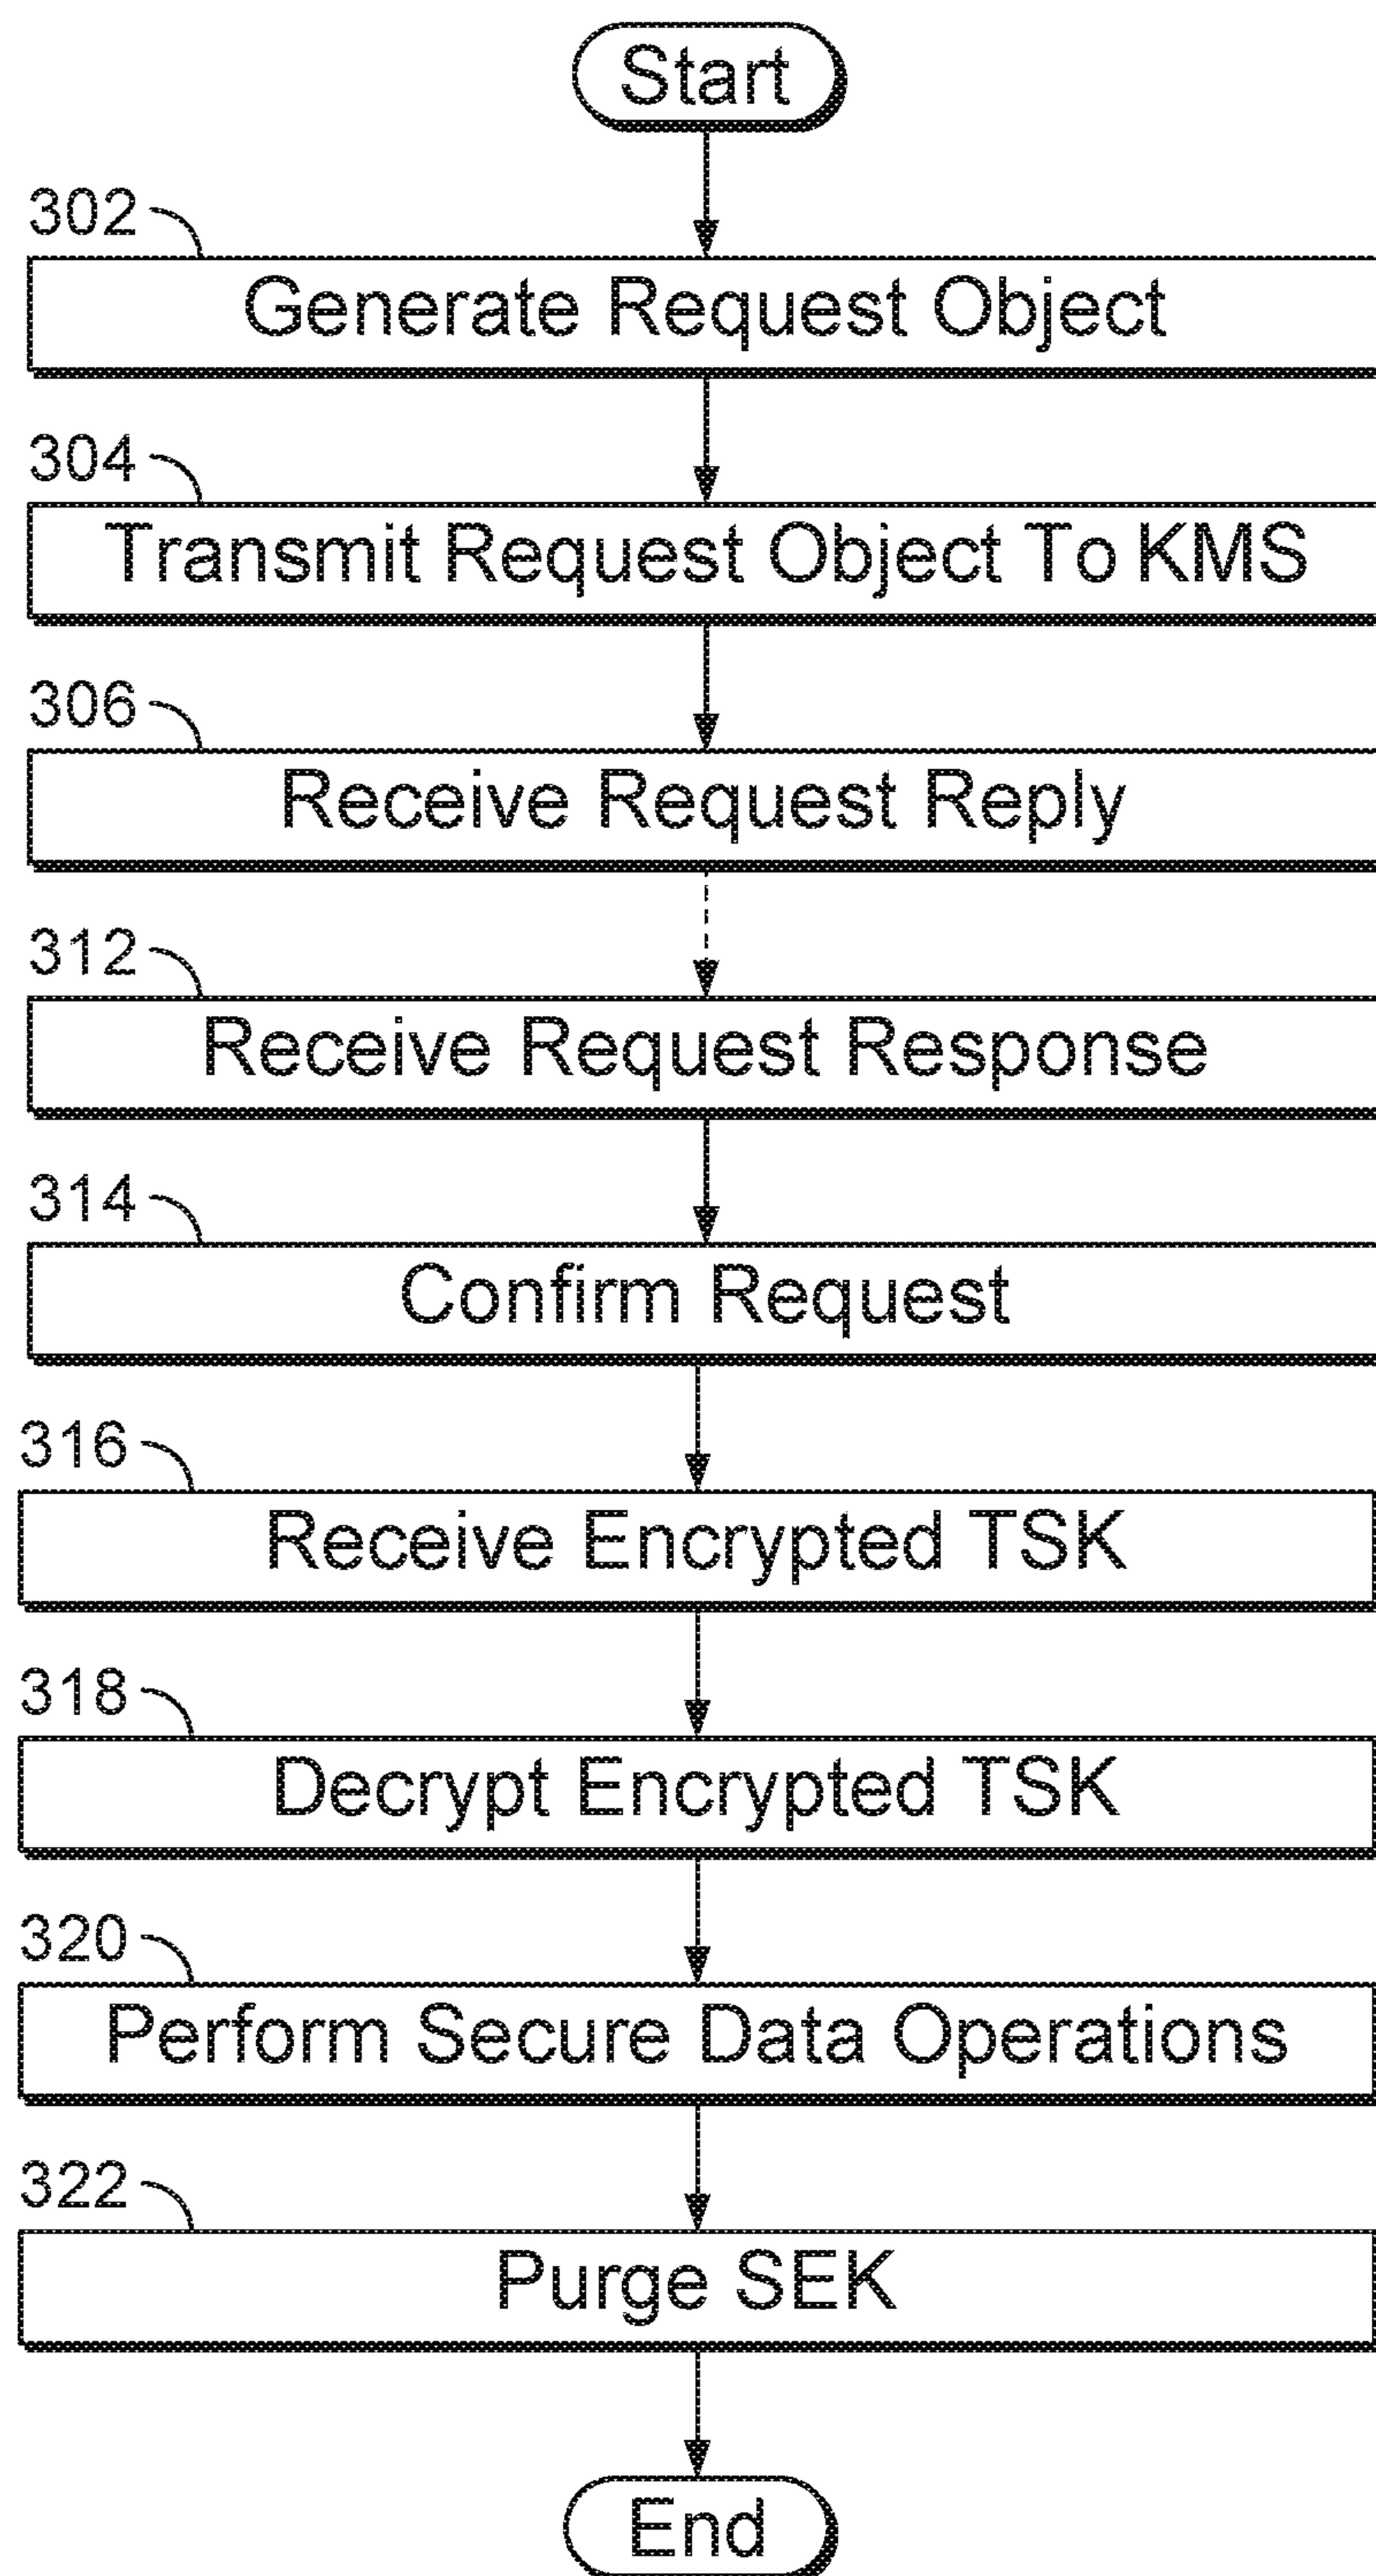 Start
302
Generate Request Object
304
Transmit Request Object To KMS
306
Receive Request Reply
312
Receive Request Response
314
Confirm Request
316
Receive Encrypted TSK
318
Decrypt Encrypted TSK
320
Perform Secure Data Operations
322
Purge SEK
End